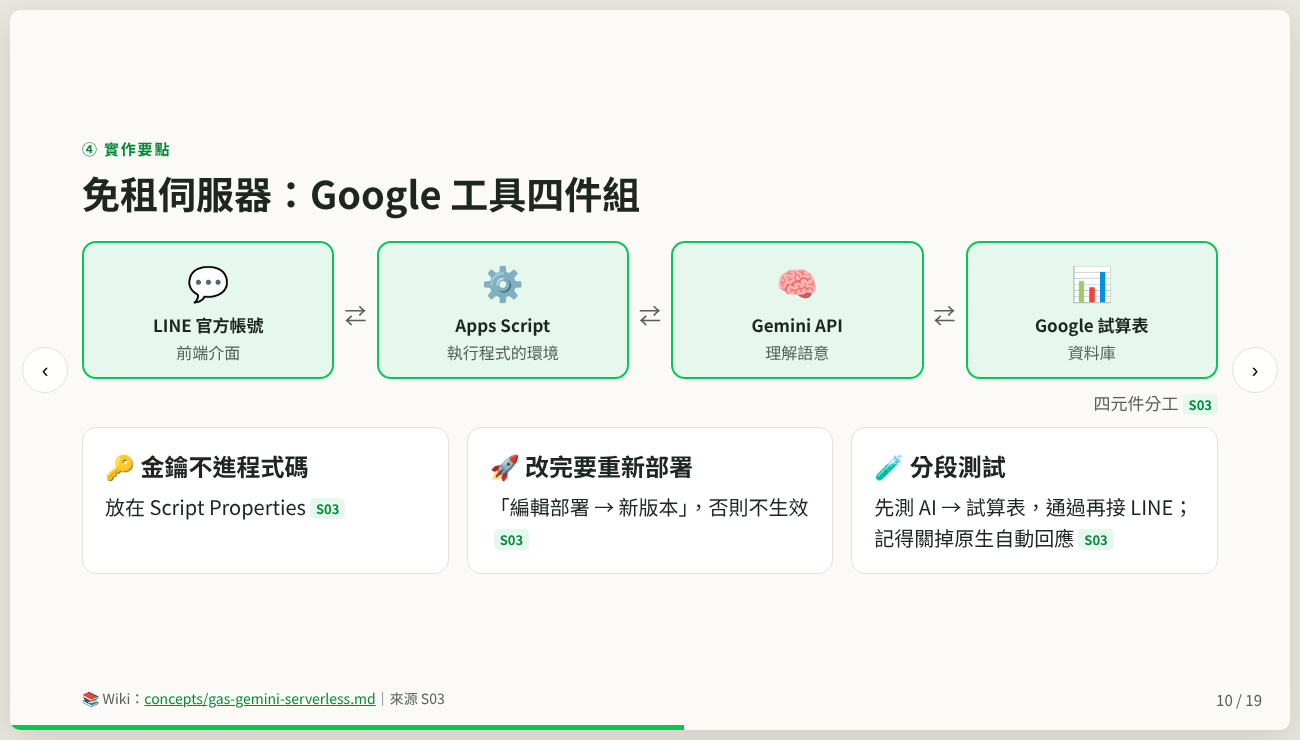 ④ 實作要點
免租伺服器：Google 工具四件組
💬
LINE 官方帳號
前端介面
⇄
⚙️
Apps Script
執行程式的環境
⇄
🧠
Gemini API
理解語意
⇄
📊
Google 試算表
資料庫
‹
›
四元件分工 S03
🔑 金鑰不進程式碼
放在 Script Properties S03
🚀 改完要重新部署
「編輯部署 → 新版本」，否則不生效
S03
🧪 分段測試
先測 AI → 試算表，通過再接 LINE；
記得關掉原生自動回應 S03
📚 Wiki：concepts/gas-gemini-serverless.md｜來源 S03
10 / 19